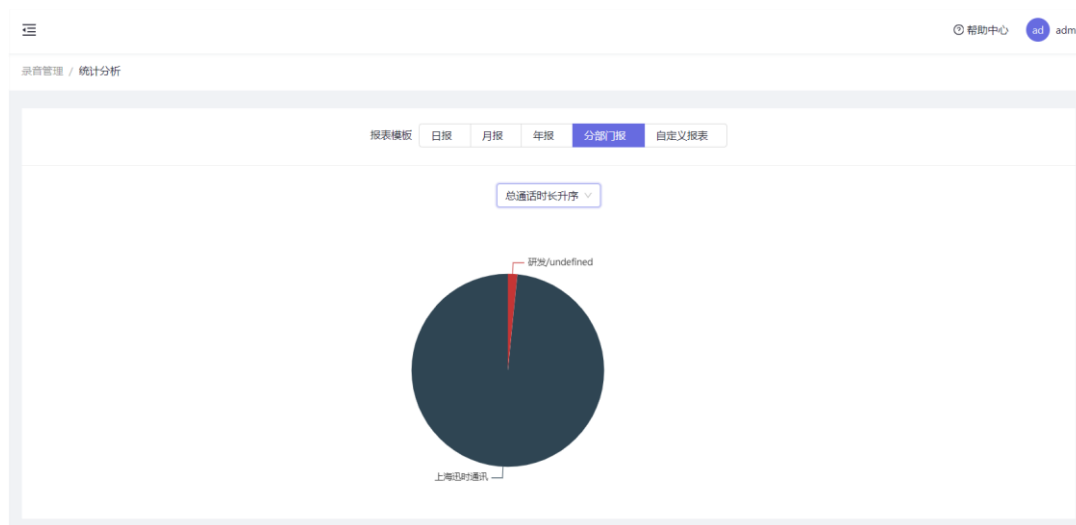 帮助中心 ad adm
录音管理 / 统计分析
报表模板 日报 月报 年报 分部门报 自定义报表
总通话时长升序
研发/undefined
上海迅时通讯